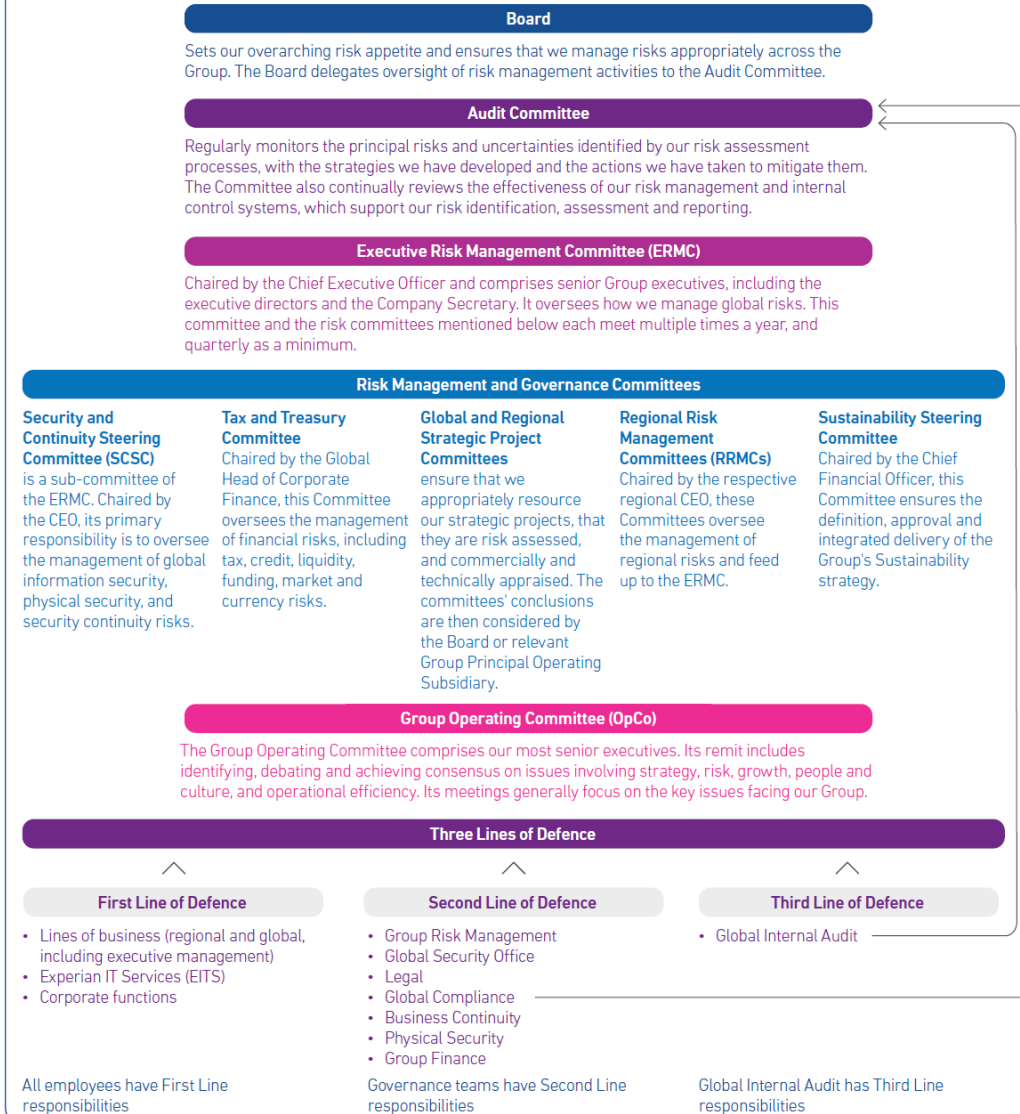 Board
Sets our overarching risk appetite and ensures that we manage risks appropriately across the
Group. The Board delegates oversight of risk management activities to the Audit Committee.
Audit Committee
Regularly monitors the principal risks and uncertainties identified by our risk assessment
processes, with the strategies we have developed and the actions we have taken to mitigate them.
The Committee also continually reviews the effectiveness of our risk management and internal
control systems, which support our risk identification, assessment and reporting.
Executive Risk Management Committee (ERMC)
Chaired by the Chief Executive Officer and comprises senior Group executives, including the
executive directors and the Company Secretary. It oversees how we manage global risks. This
committee and the risk committees mentioned below each meet multiple times a year, and
quarterly as a minimum.
Risk Management and Governance Committees
Security and
Continuity Steering
Committee (SCSC)
is a sub-committee of
the ERMC. Chaired by
the CEO, its primary
responsibility is to oversee
the management of global
information security,
physical security, and
security continuity risks.
Tax and Treasury
Committee
Chaired by the Global
Head of Corporate
Finance, this Committee
oversees the management
of financial risks, including
tax, credit, liquidity,
funding, market and
currency risks.
Global and Regional
Strategic Project
Committees
ensure that we
appropriately resource
our strategic projects, that
they are risk assessed,
and commercially and
technically appraised. The
committees' conclusions
are then considered by
the Board or relevant
Group Principal Operating
Subsidiary.
Regional Risk
Management
Committees (RRMCs)
Chaired by the respective
regional CEO, these
Committees oversee
the management of
regional risks and feed
up to the ERMC.
Sustainability Steering
Committee
Chaired by the Chief
Financial Officer, this
Committee ensures the
definition, approval and
integrated delivery of the
Group's Sustainability
strategy.
Group Operating Committee (OpCo)
The Group Operating Committee comprises our most senior executives. Its remit includes
identifying, debating and achieving consensus on issues involving strategy, risk, growth, people and
culture, and operational efficiency. Its meetings generally focus on the key issues facing our Group.
Three Lines of Defence
First Line of Defence
• Lines of business (regional and global,
including executive management)
• Experian IT Services (EITS)
• Corporate functions
All employees have First Line
responsibilities
Second Line of Defence
• Group Risk Management
• Global Security Office
• Legal
• Global Compliance
• Business Continuity
• Physical Security
• Group Finance
Governance teams have Second Line
responsibilities
Third Line of Defence
• Global Internal Audit
Global Internal Audit has Third Line
responsibilities